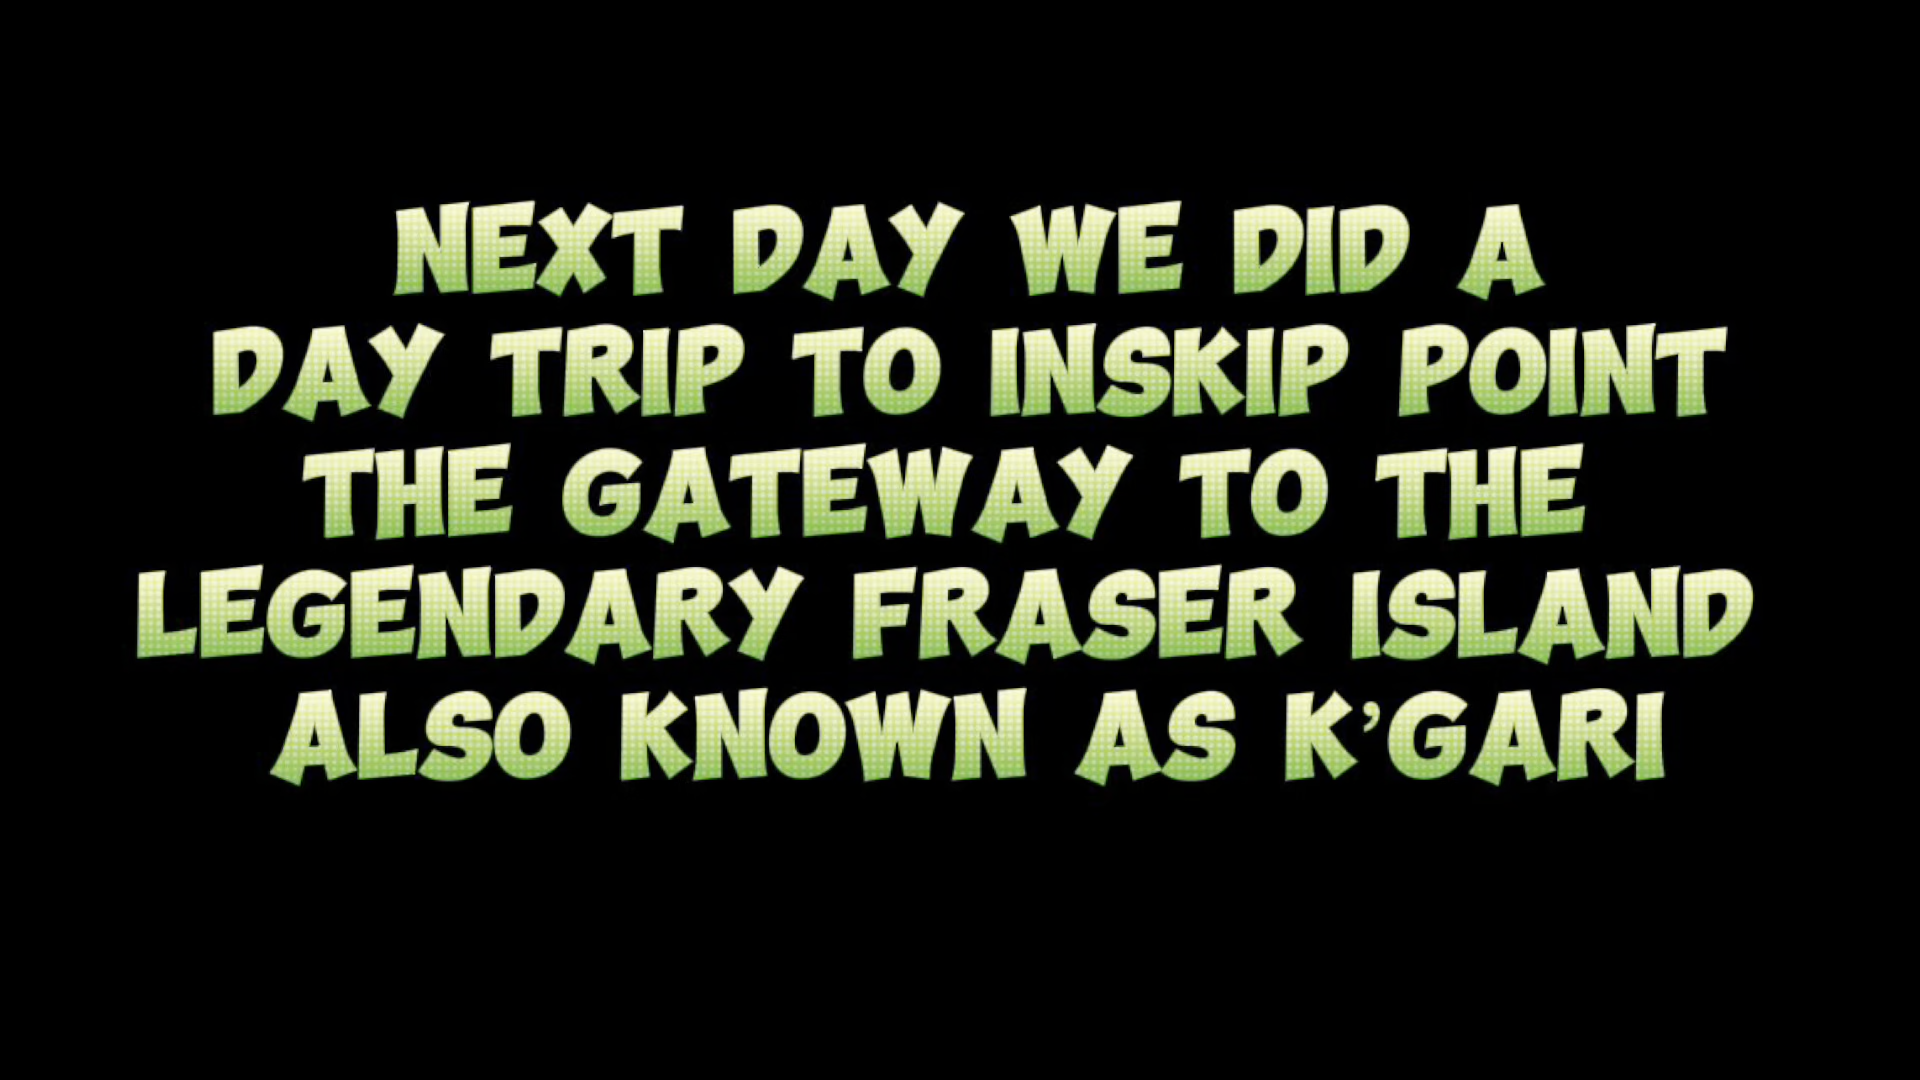 NEXT DAY WE DID A
DAY TRIP TO INSKIP POINT
THE GATEWAY TO THE
LEGENDARY FRASER ISLAND
ALSO KNOWN AS K’GARI